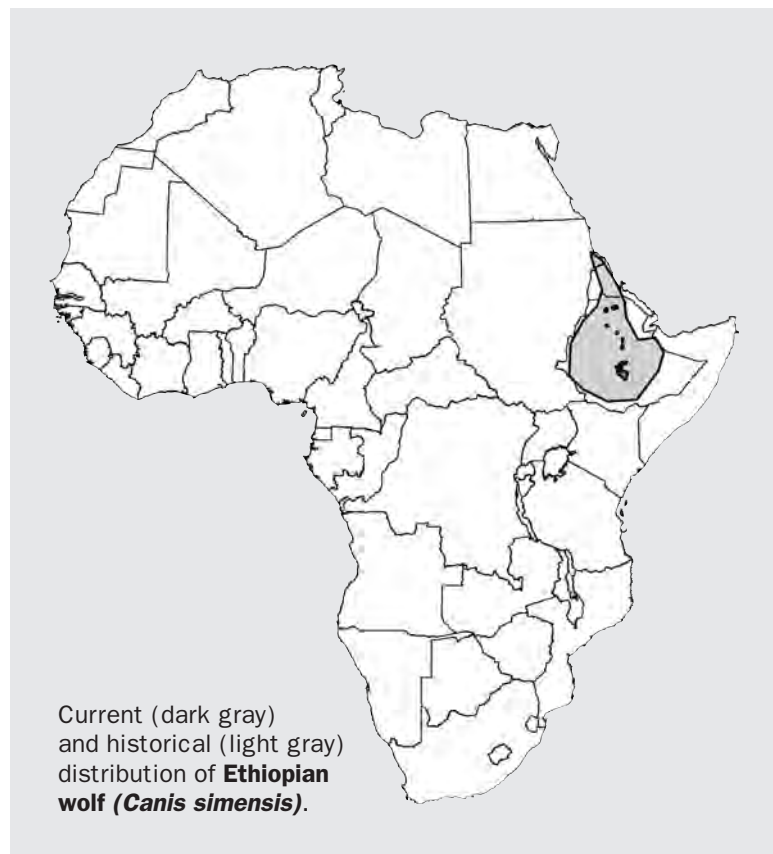 Current (dark gray)
and historical (light gray)
distribution of Ethiopian
wolf (Canis simensis).